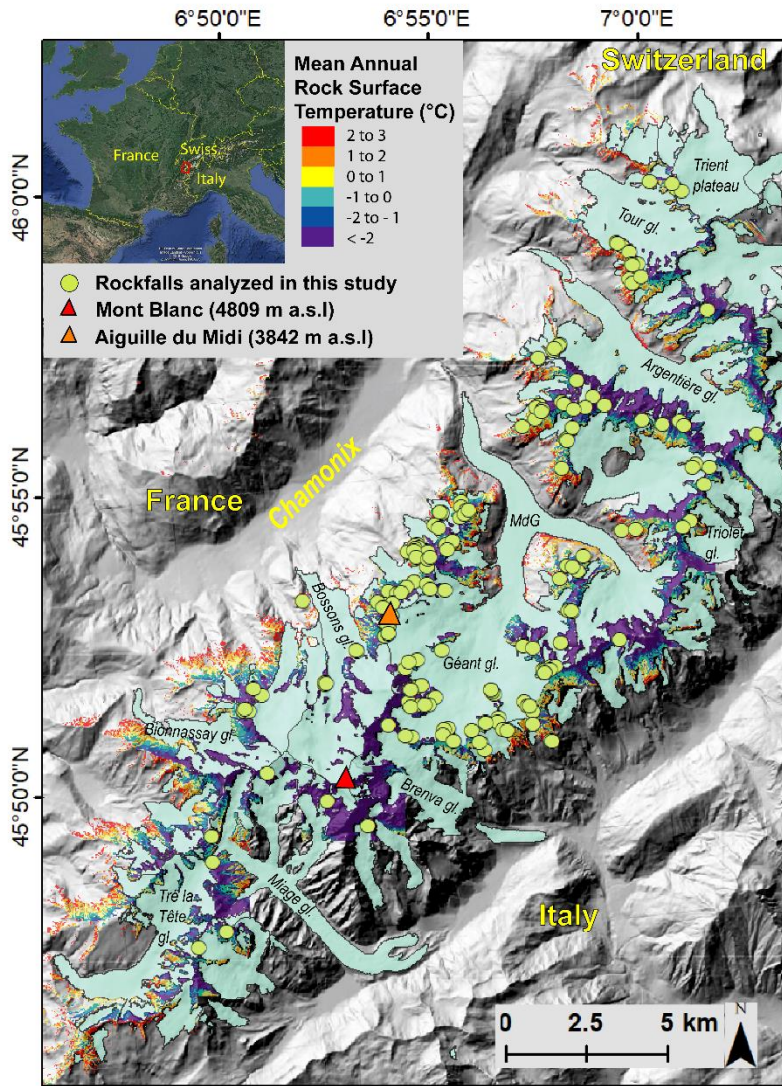 6°50'0"E
6°55'0"E
7°0'0"E
France
Swiss.
Italy
Mean Annual
Rock Surface
Temperature (°C)
2 to 3
1 to 2
0 to 1
-1 to 0
-2 to - 1
< -2
Rockfalls analyzed in this study
Mont Blanc (4809 m a.s.l)
Aiguille du Midi (3842 m a.s.l)
Switzerland
Trient
plateau
46°0'0"N
Tour gl.
Argentière gl.
Chamonix
France
45°55'0"N
MdG
Triolet
gl.
Bossons gl.
Géant gl.
Bionnassay gl.
45°50'0"N
Brenva gl.
Miage gl.
Tré la
Tête
gl.
Italy
N
0
2.5
5 km